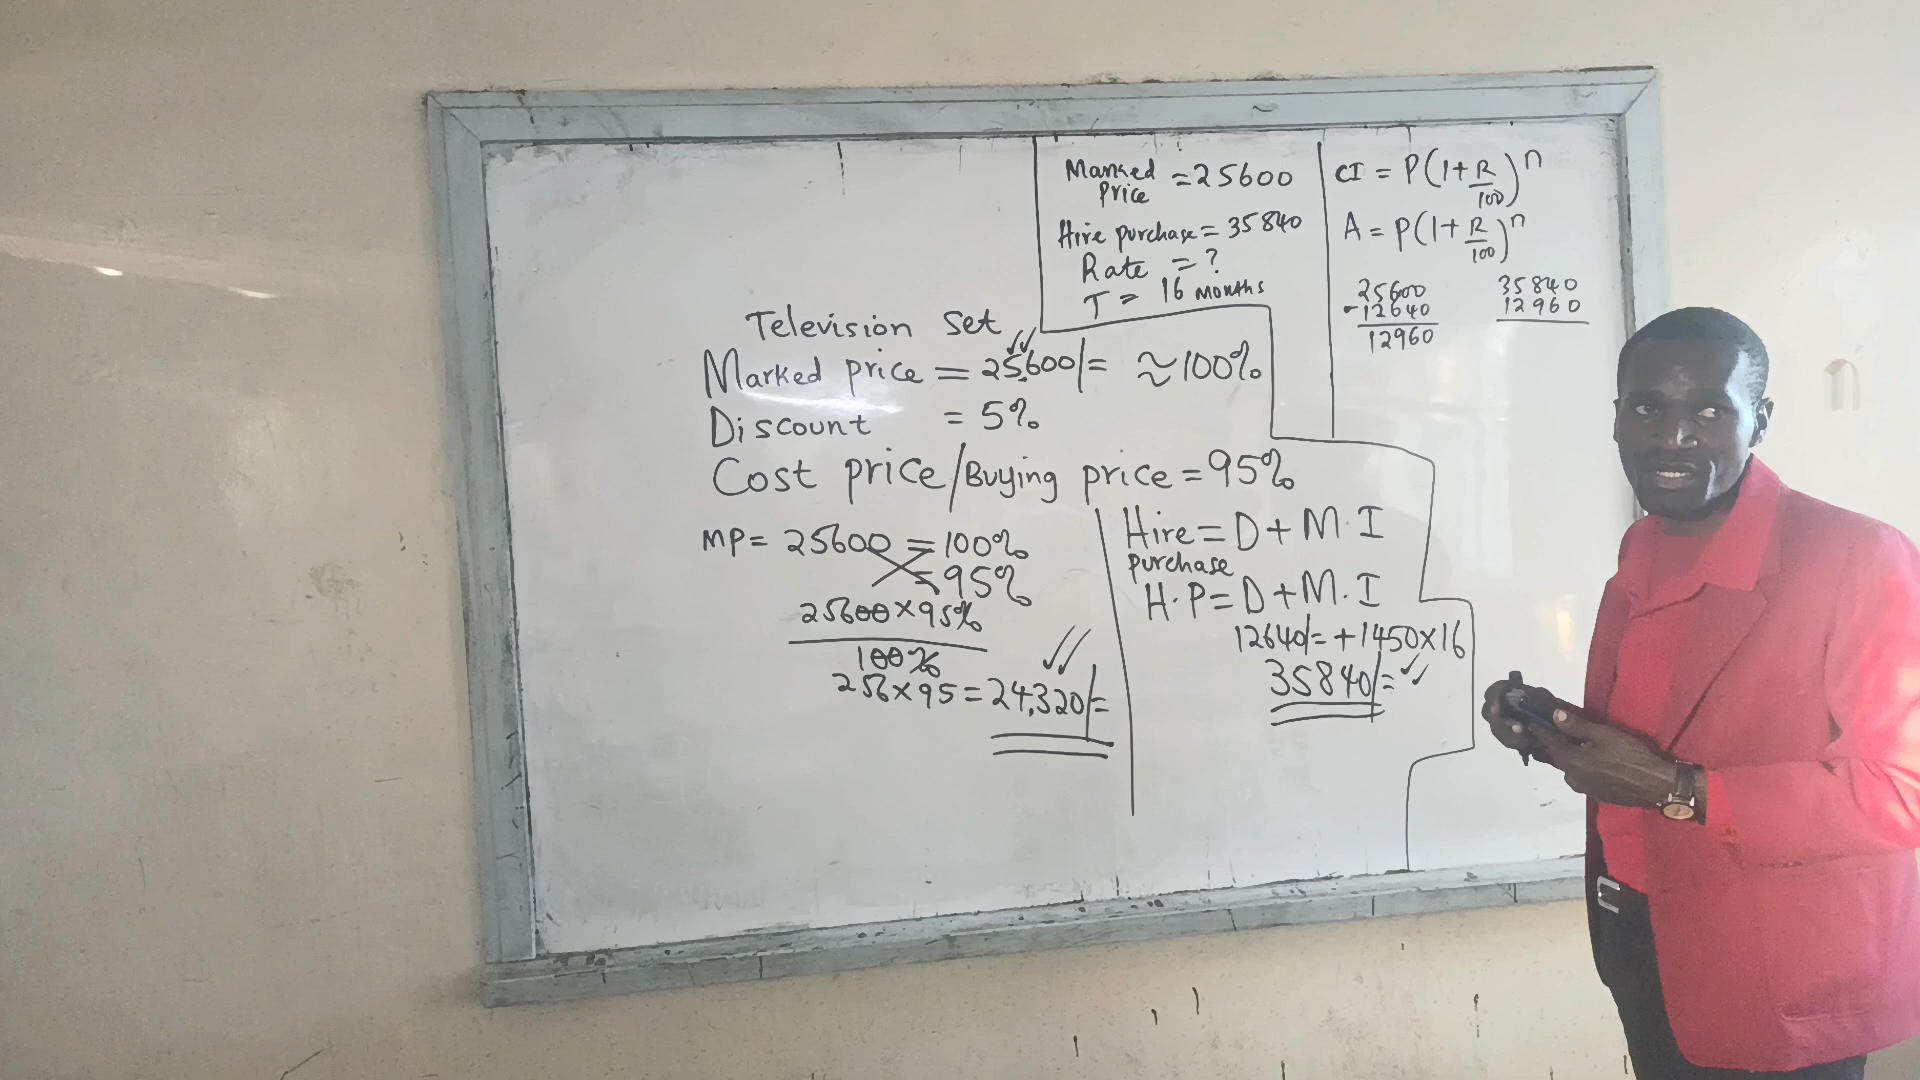 Television Set
Marked price = 25,600/= ≈ 100%
Discount = 5%
Cost price/Buying price = 95%
MP = 25600 = 100%
= 95%
25600 × 95%
100%
256 × 95 = 24,320/=
Hire = D + M.I
purchase
H.P = D + M.I
12640/= + 1450 × 16
35840/=
Marked = 25600
price
Hire purchase = 35840
Rate = ?
T = 16 months
CI = P(1 + R/100)^n
A = P(1 + R/100)^n
25600
- 12640
12960
35840
12960